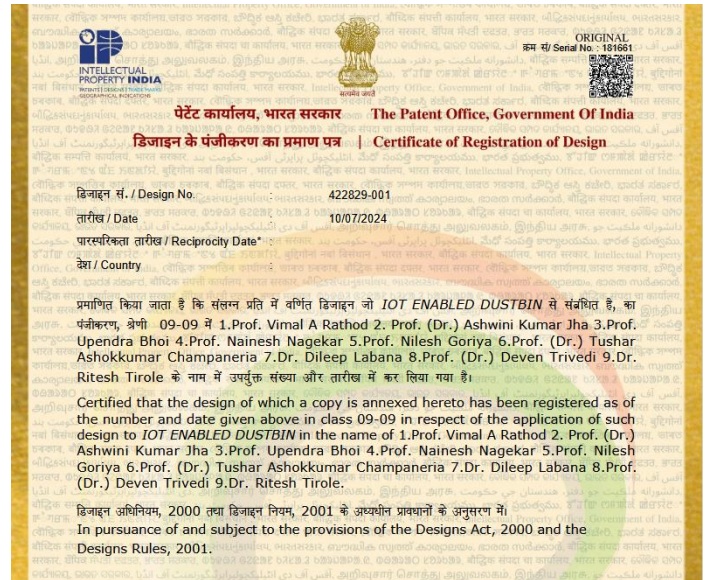 ORIGINAL
क्रम सं/ Serial No. : 181661
INTELLECTUAL
PROPERTY INDIA
PATENTS | DESIGNS | TRADE MARKS
GEOGRAPHICAL INDICATIONS
सत्यमेव जयते
पेटेंट कार्यालय, भारत सरकार The Patent Office, Government Of India
डिजाइन के पंजीकरण का प्रमाण पत्र | Certificate of Registration of Design
डिजाइन सं. / Design No. : 422829-001
तारीख / Date : 10/07/2024
पारस्परिकता तारीख / Reciprocity Date* :
देश / Country :
प्रमाणित किया जाता है कि संलग्न प्रति में वर्णित डिजाइन जो IOT ENABLED DUSTBIN से संबंधित है, का
पंजीकरण, श्रेणी 09-09 में 1.Prof. Vimal A Rathod 2. Prof. (Dr.) Ashwini Kumar Jha 3.Prof.
Upendra Bhoi 4.Prof. Nainesh Nagekar 5.Prof. Nilesh Goriya 6.Prof. (Dr.) Tushar
Ashokkumar Champaneria 7.Dr. Dileep Labana 8.Prof. (Dr.) Deven Trivedi 9.Dr.
Ritesh Tirole के नाम में उपर्युक्त संख्या और तारीख में कर लिया गया है।
Certified that the design of which a copy is annexed hereto has been registered as of
the number and date given above in class 09-09 in respect of the application of such
design to IOT ENABLED DUSTBIN in the name of 1.Prof. Vimal A Rathod 2. Prof. (Dr.)
Ashwini Kumar Jha 3.Prof. Upendra Bhoi 4.Prof. Nainesh Nagekar 5.Prof. Nilesh
Goriya 6.Prof. (Dr.) Tushar Ashokkumar Champaneria 7.Dr. Dileep Labana 8.Prof.
(Dr.) Deven Trivedi 9.Dr. Ritesh Tirole.
डिजाइन अधिनियम, 2000 तथा डिजाइन नियम, 2001 के अध्यधीन प्रावधानों के अनुसरण में।
In pursuance of and subject to the provisions of the Designs Act, 2000 and the
Designs Rules, 2001.